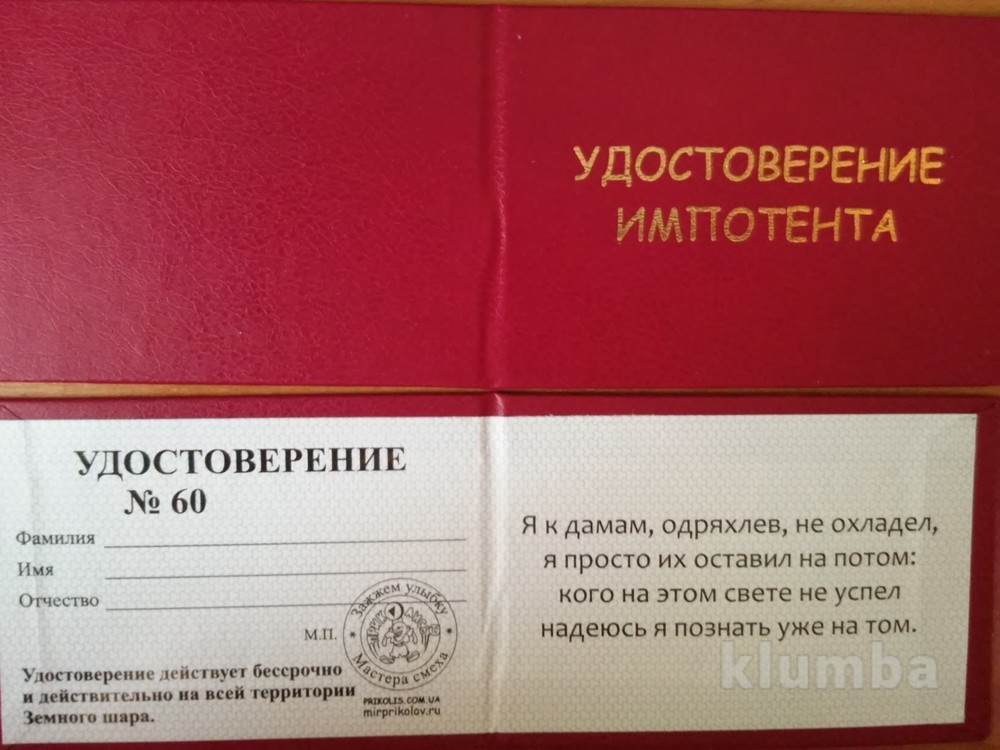 УДОСТОВЕРЕНИЕ
ИМПОТЕНТА
УДОСТОВЕРЕНИЕ
№ 60
Фамилия
Имя
Отчество
М.П.
Зажжем улыбку
Мастера смеха
PRIKOLIS.COM.UA
mirprikolov.ru
Удостоверение действует бессрочно
и действительно на всей территории
Земного шара.
Я к дамам, одряхлев, не охладел,
я просто их оставил на потом:
кого на этом свете не успел
надеюсь я познать уже на том.
klumba